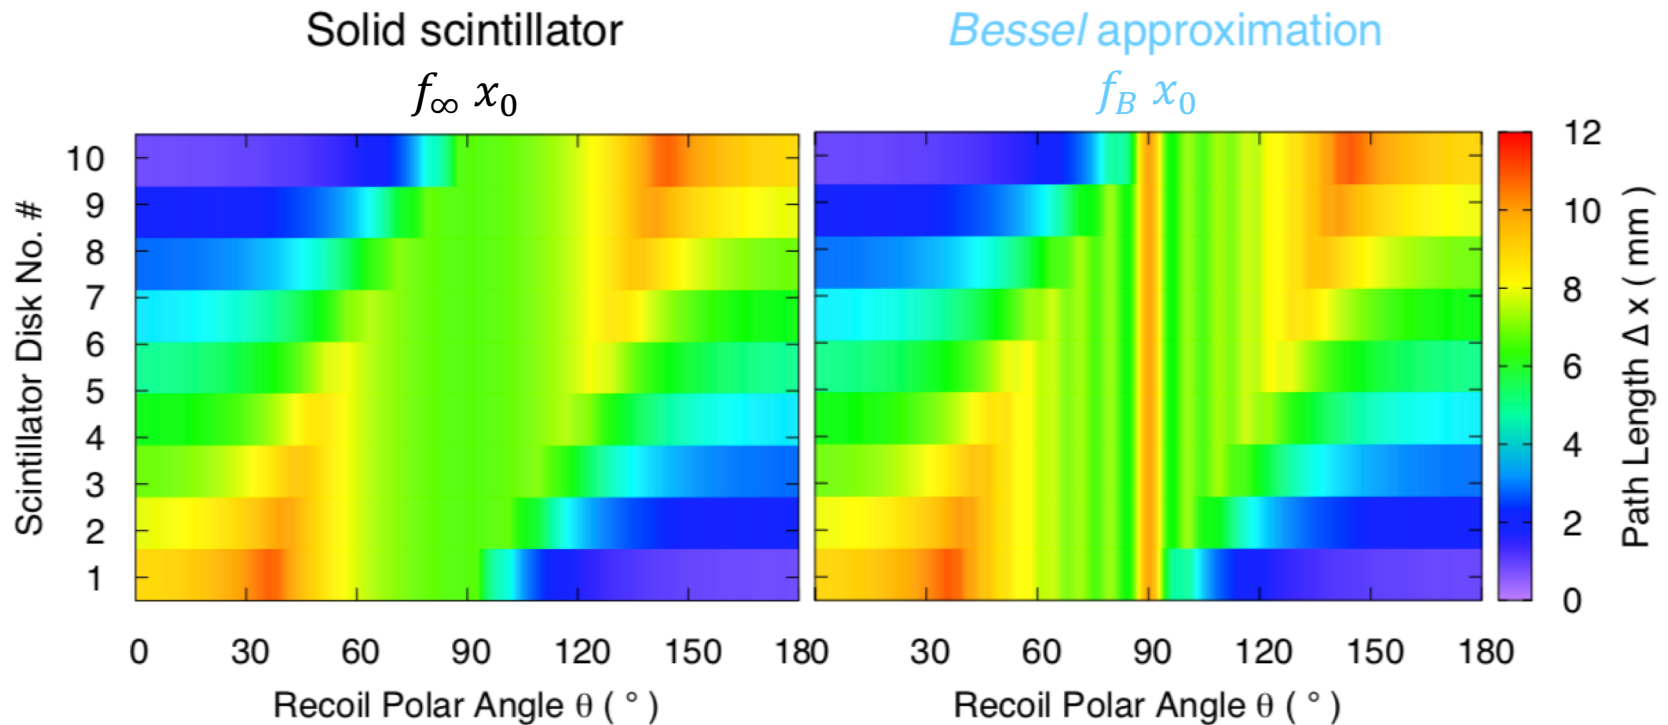 Solid scintillator
f∞ x0
Bessel approximation
fB x0
Scintillator Disk No. #
10
9
8
7
6
5
4
3
2
1
0 30 60 90 120 150 180
Recoil Polar Angle θ ( ° )
30 60 90 120 150 180
Recoil Polar Angle θ ( ° )
12
10
8
6
4
2
0
Path Length Δ x ( mm )